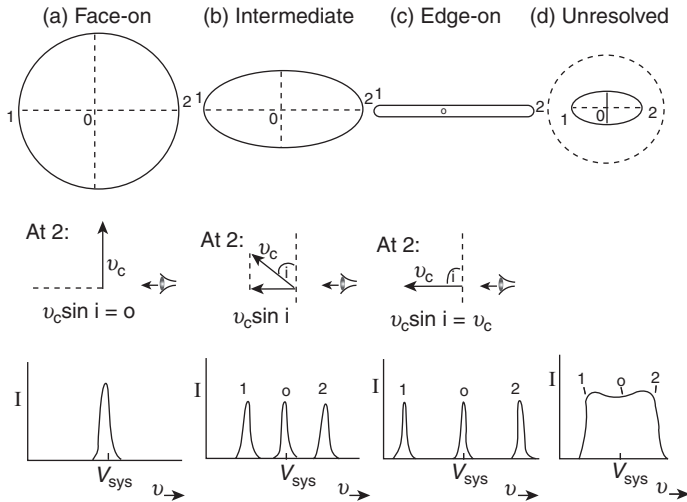 (a) Face-on (b) Intermediate (c) Edge-on (d) Unresolved
1 0 2
1 0 2
1 o 2
1 0 2
At 2:
υc
υc sin i = o
At 2:
υc
i
υc sin i
At 2:
υc
i
υc sin i = υc
I
Vsys υ
1 o 2
I
Vsys υ
1 o 2
I
Vsys υ
1 o 2
I
Vsys υ